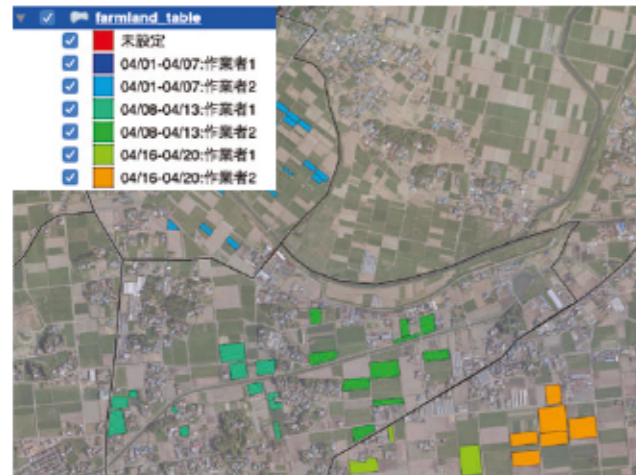 farmland_table
未設定
04/01-04/07:作業者1
04/01-04/07:作業者2
04/08-04/13:作業者1
04/08-04/13:作業者2
04/16-04/20:作業者1
04/16-04/20:作業者2